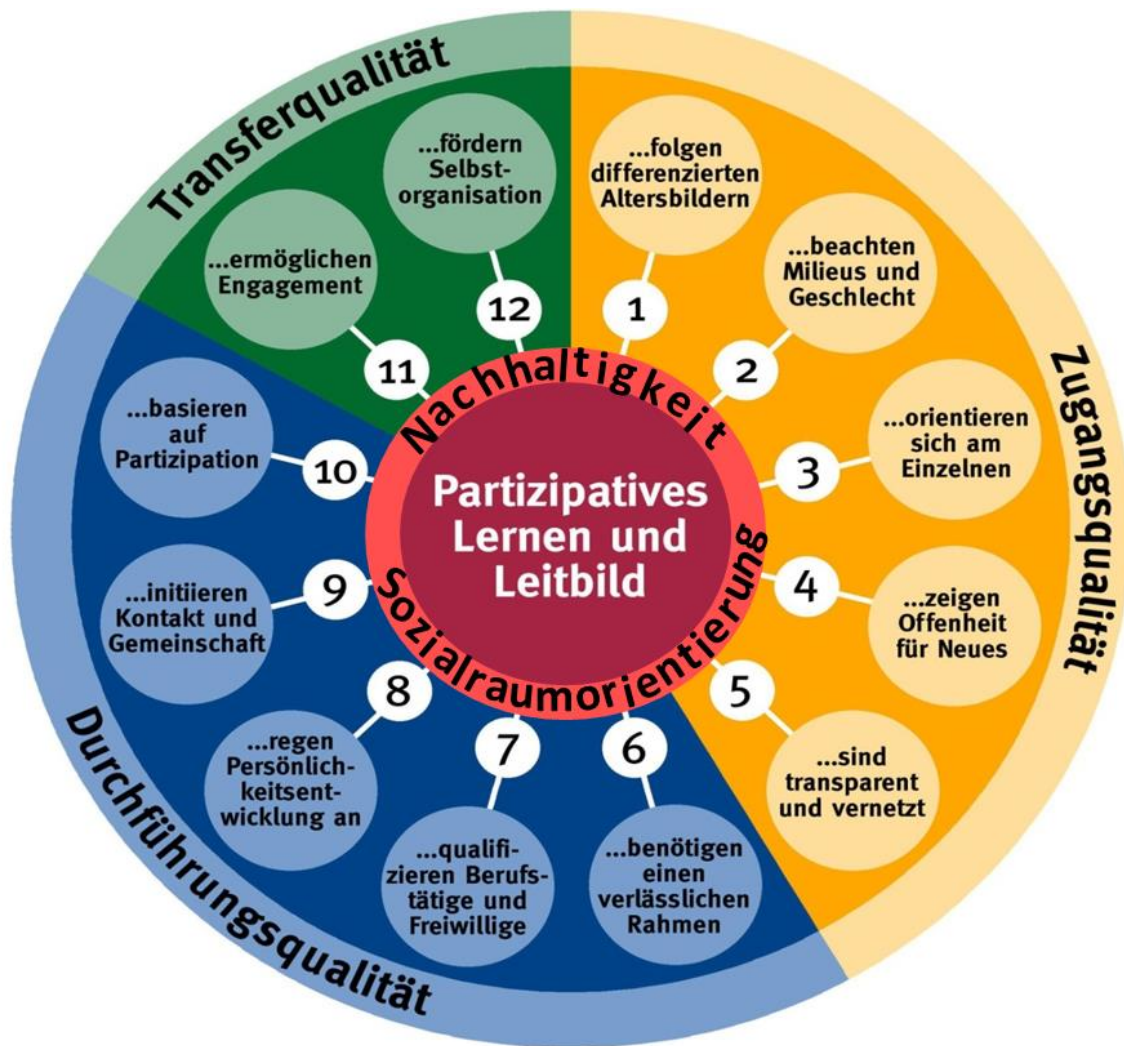 Transferqualität
Zugangsqualität
Durchführungsqualität
Nachhaltigkeit
Sozialraumorientierung
Partizipatives
Lernen und
Leitbild
1
...folgen
differenzierten
Altersbildern
2
...beachten
Milieus und
Geschlecht
3
...orientieren
sich am
Einzelnen
4
...zeigen
Offenheit
für Neues
5
...sind
transparent
und vernetzt
6
...benötigen
einen
verlässlichen
Rahmen
7
...qualifi-
zieren Berufs-
tätige und
Freiwillige
8
...regen
Persönlich-
keitsent-
wicklung an
9
...initiieren
Kontakt und
Gemeinschaft
10
...basieren
auf
Partizipation
11
...ermöglichen
Engagement
12
...fördern
Selbst-
organisation